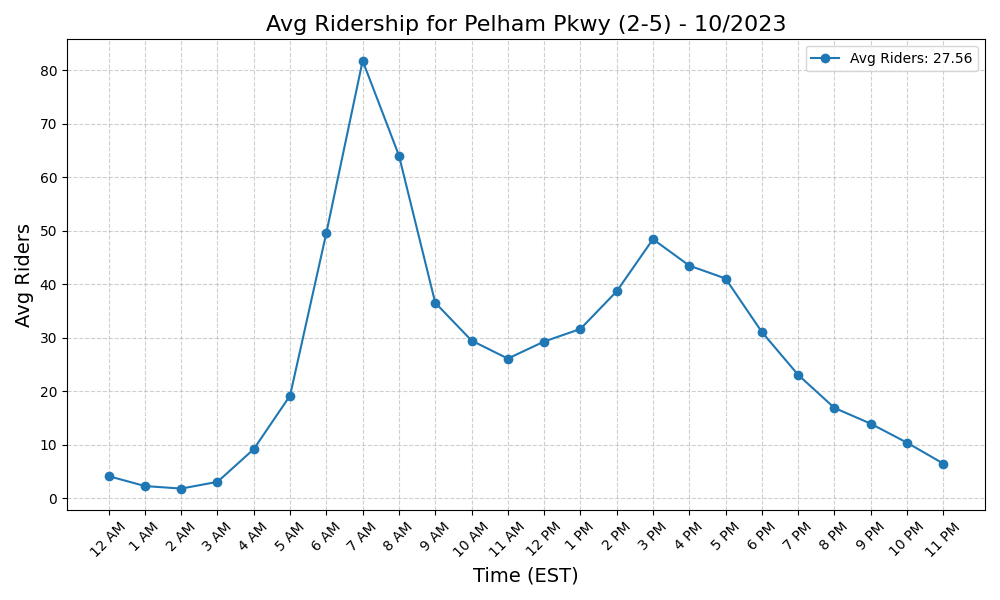 Avg Ridership for Pelham Pkwy (2-5) - 10/2023
Avg Riders: 27.56
Avg Riders
80
70
60
50
40
30
20
10
0
12 AM
1 AM
2 AM
3 AM
4 AM
5 AM
6 AM
7 AM
8 AM
9 AM
10 AM
11 AM
12 PM
1 PM
2 PM
3 PM
4 PM
5 PM
6 PM
7 PM
8 PM
9 PM
10 PM
11 PM
Time (EST)